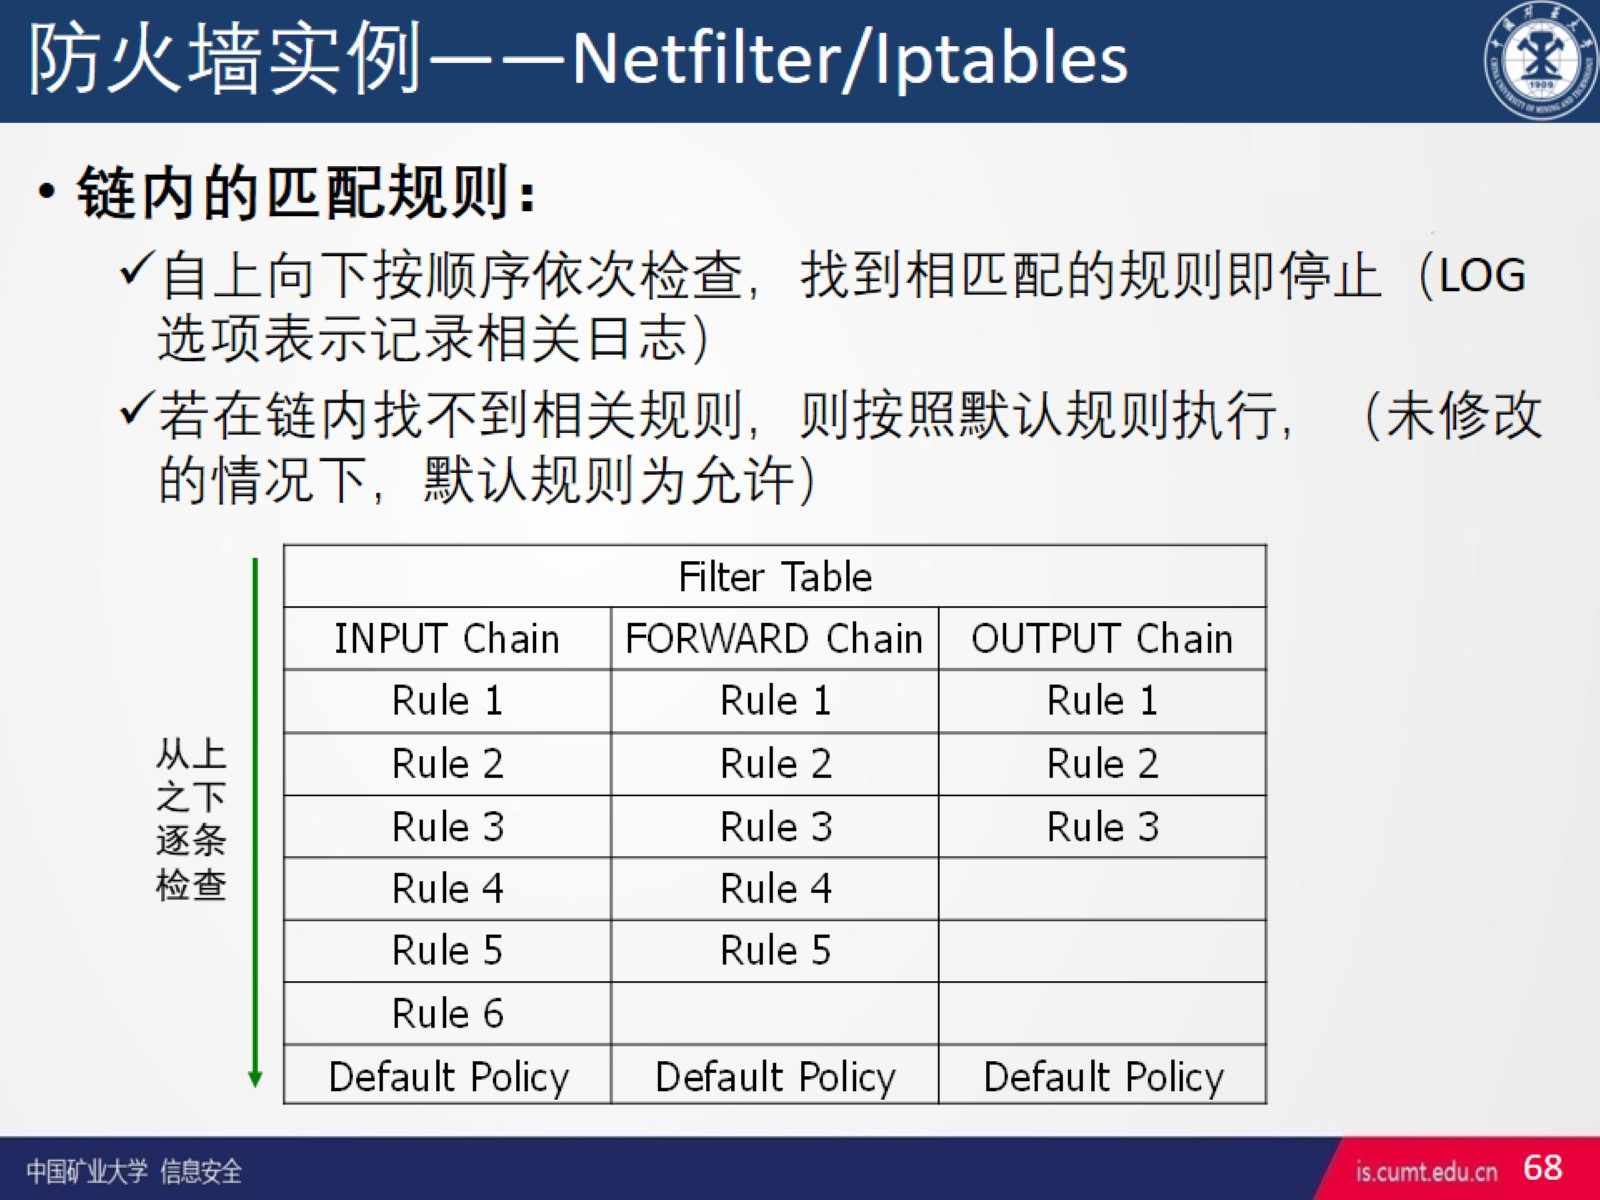 防火墙实例——Netfilter/Iptables
• 链内的匹配规则：
✓自上向下按顺序依次检查，找到相匹配的规则即停止（LOG
选项表示记录相关日志）
✓若在链内找不到相关规则，则按照默认规则执行，（未修改
的情况下，默认规则为允许）
Filter Table
INPUT Chain FORWARD Chain OUTPUT Chain
Rule 1 Rule 1 Rule 1
Rule 2 Rule 2 Rule 2
Rule 3 Rule 3 Rule 3
Rule 4 Rule 4
Rule 5 Rule 5
Rule 6
Default Policy Default Policy Default Policy
从上
之下
逐条
检查
中国矿业大学 信息安全
is.cumt.edu.cn 68
1909
CHINA UNIVERSITY OF MINING AND TECHNOLOGY